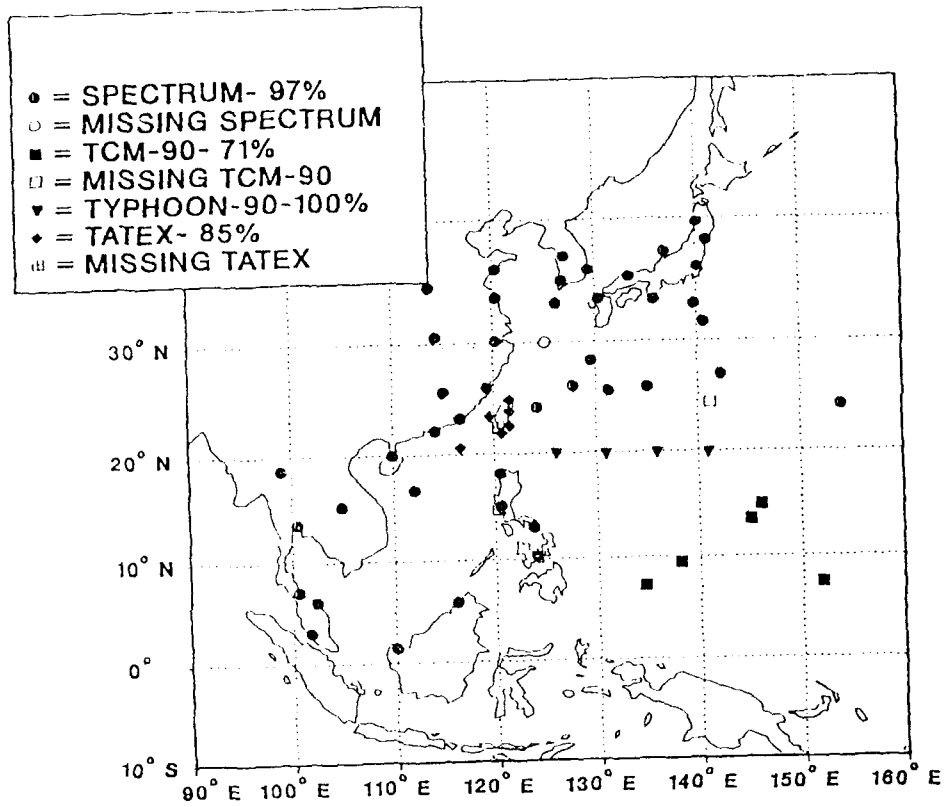 ● = SPECTRUM- 97%
○ = MISSING SPECTRUM
■ = TCM-90- 71%
□ = MISSING TCM-90
▼ = TYPHOON-90-100%
♦ = TATEX- 85%
⊞ = MISSING TATEX
30° N
20° N
10° N
0°
10° S
90° E 100° E 110° E 120° E 130° E 140° E 150° E 160° E